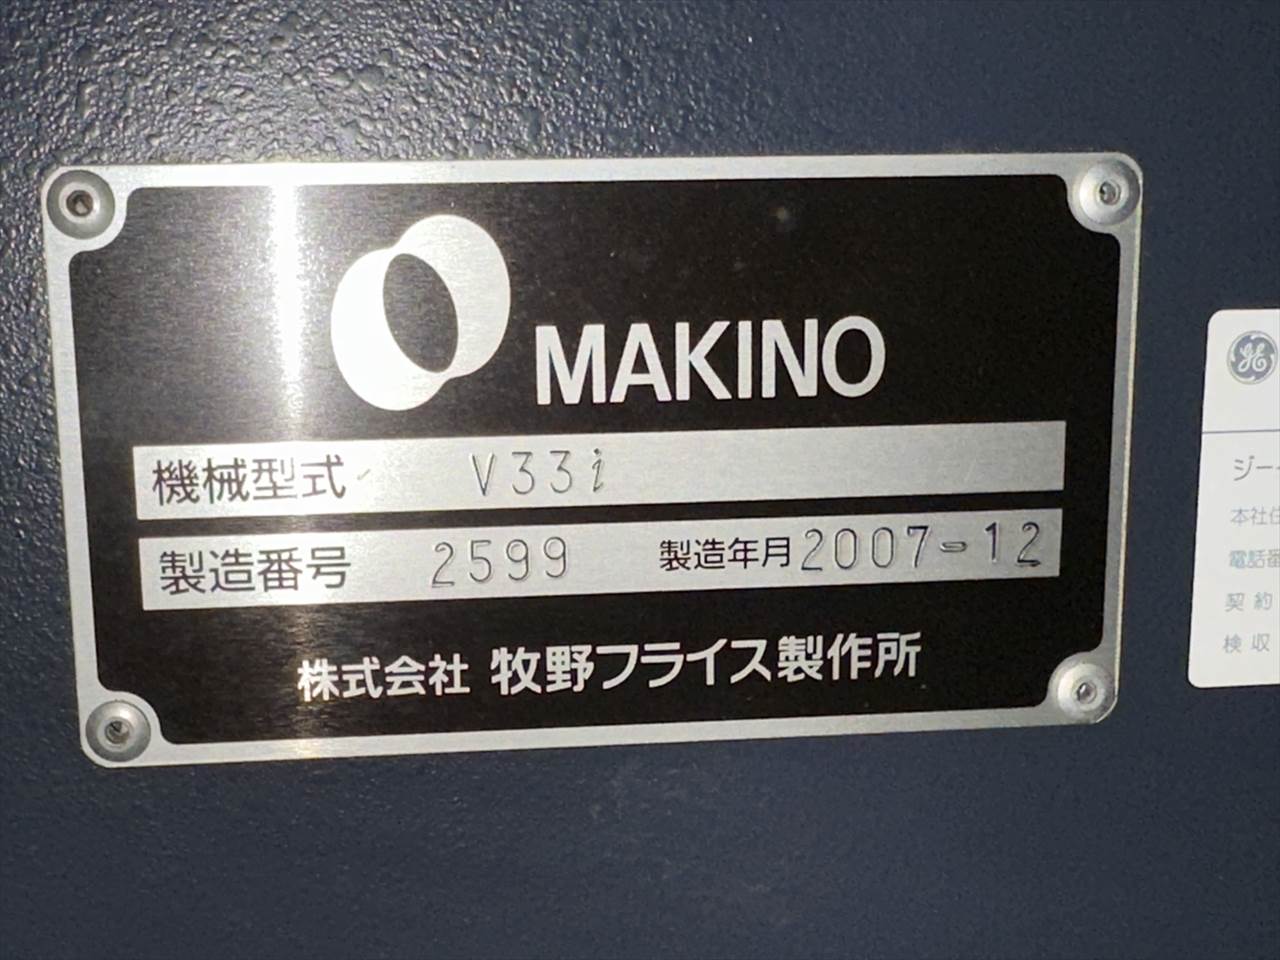 MAKINO
機械型式 V33i
製造番号 2599 製造年月 2007-12
株式会社 牧野フライス製作所
GE
ジー
本社
電話番
契約
検収